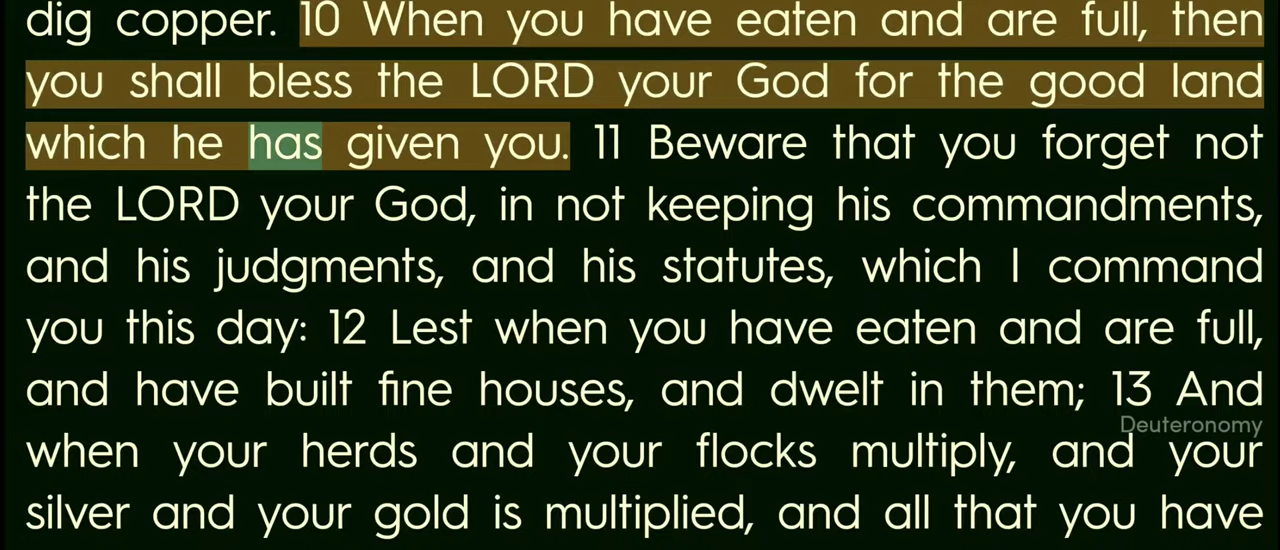 dig copper. 10 When you have eaten and are full, then
you shall bless the LORD your God for the good land
which he has given you. 11 Beware that you forget not
the LORD your God, in not keeping his commandments,
and his judgments, and his statutes, which I command
you this day: 12 Lest when you have eaten and are full,
and have built fine houses, and dwelt in them; 13 And
Deuteronomy
when your herds and your flocks multiply, and your
silver and your gold is multiplied, and all that you have